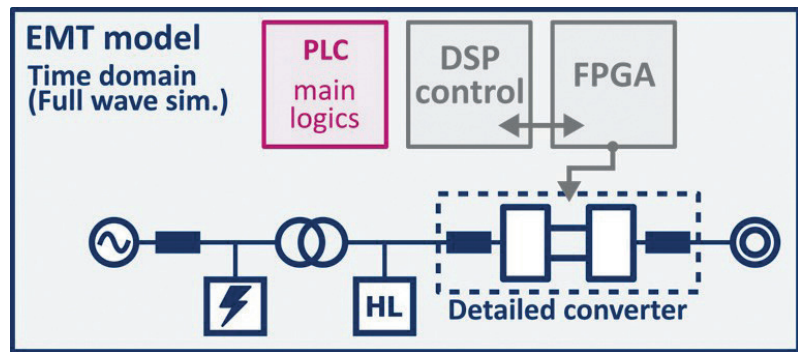 EMT model
Time domain
(Full wave sim.)
PLC
main
logics
DSP
control
FPGA
HL
Detailed converter